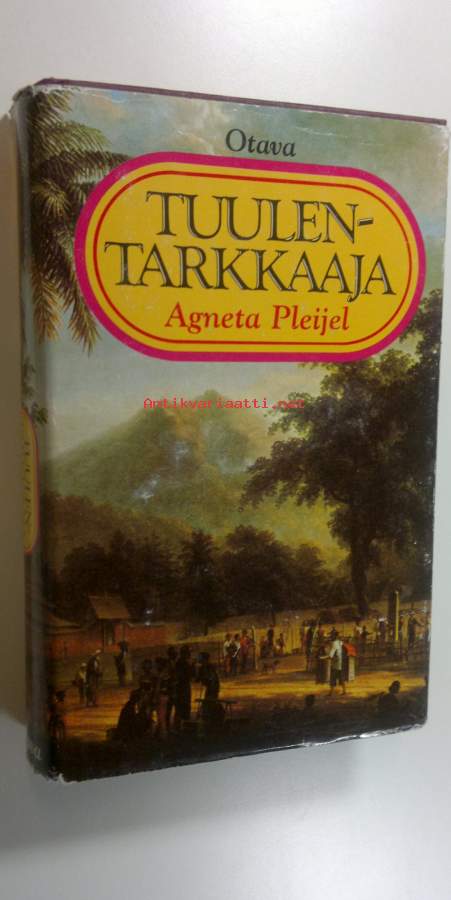 Otava
TUULEN-
TARKKAAJA
Agneta Pleijel
Antikvariaatti.net